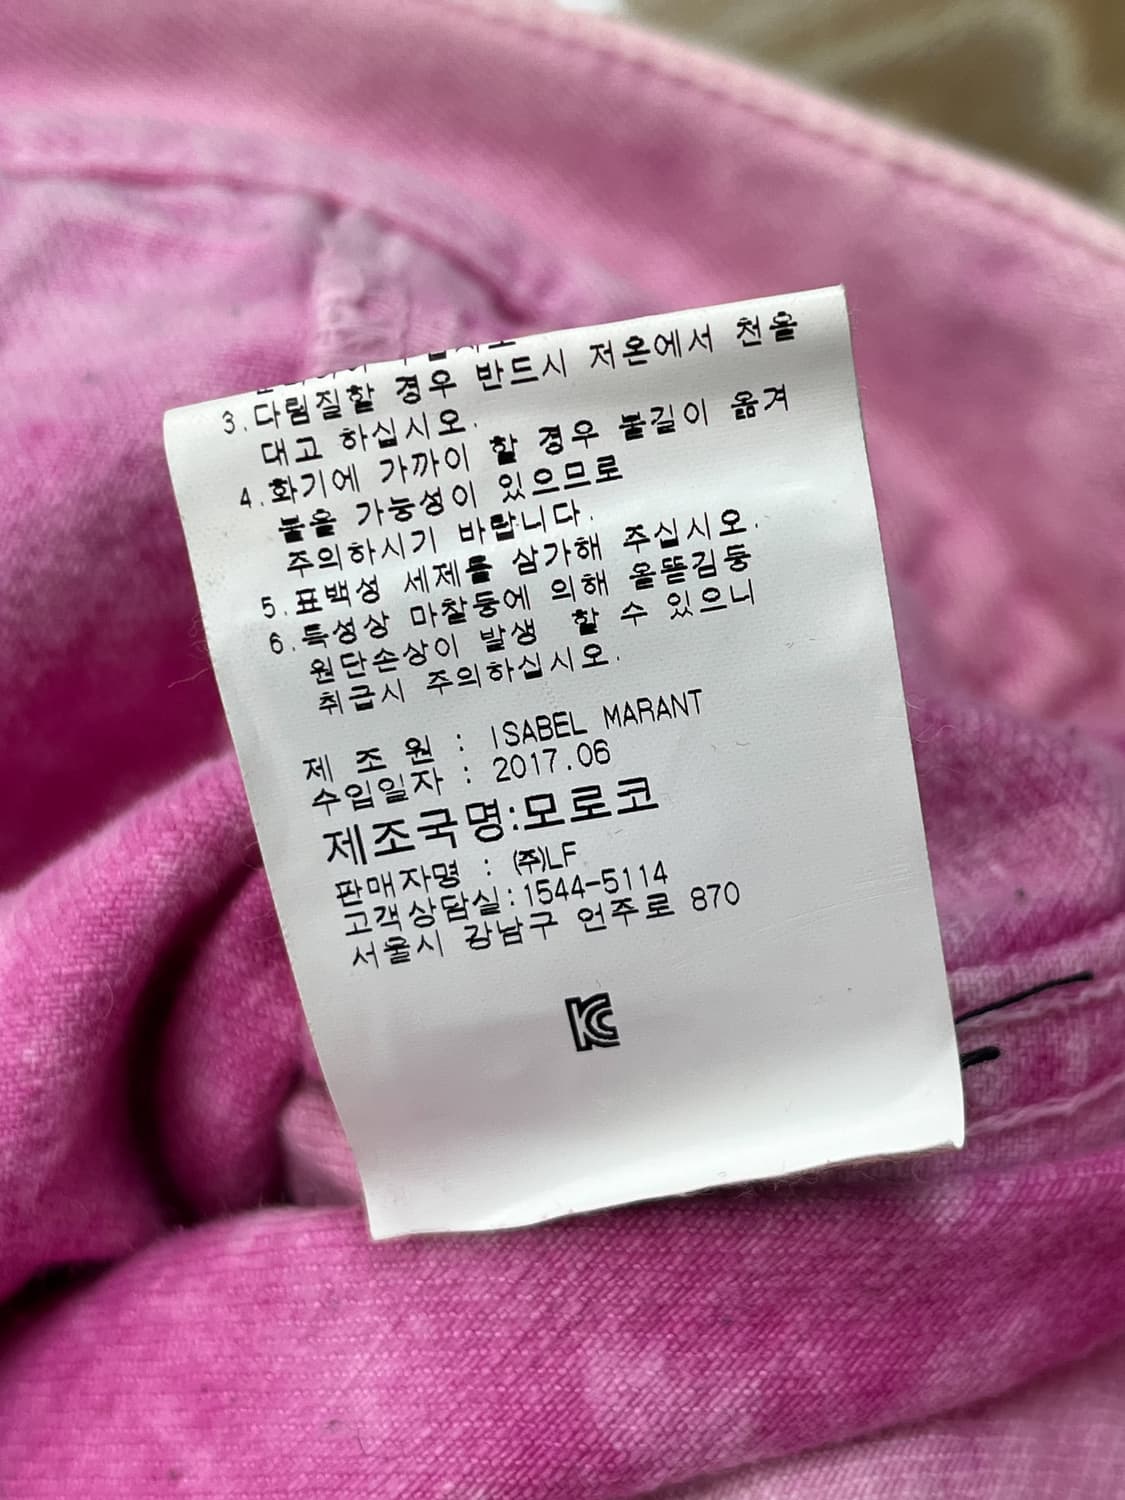 3.다림질할 경우 반드시 저온에서 천을
대고 하십시오.
4.화기에 가까이 할 경우 불길이 옮겨
붙을 가능성이 있으므로
주의하시기 바랍니다.
5.표백성 세제를 삼가해 주십시오.
6.특성상 마찰등에 의해 올뜯김등
원단손상이 발생 할 수 있으니
취급시 주의하십시오.
제 조 원 : ISABEL MARANT
수입일자 : 2017.06
제조국명:모로코
판매자명 : (주)LF
고객상담실:1544-5114
서울시 강남구 언주로 870
KC